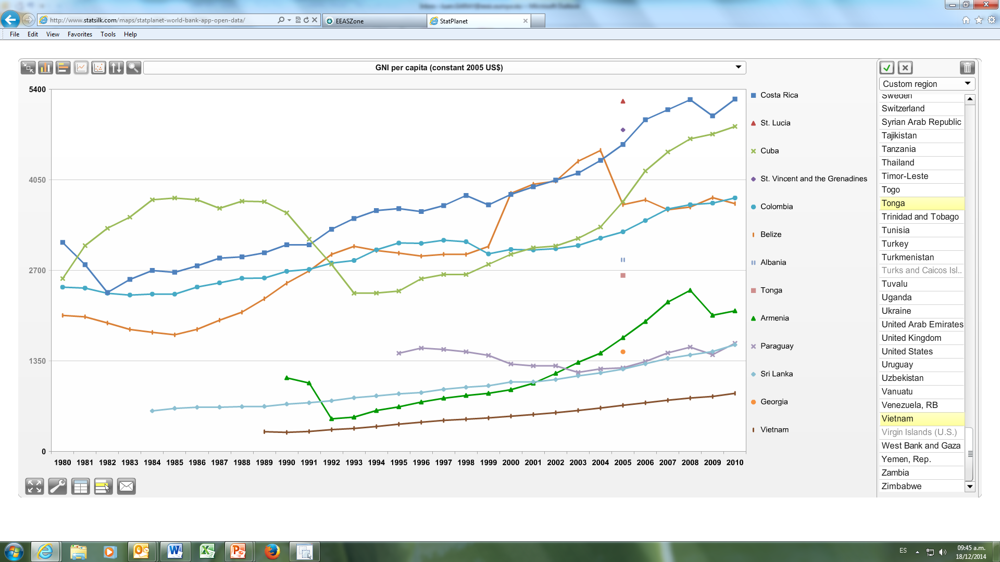 http://www.statsilk.com/maps/statplanet-world-bank-app-open-data/
EEASZone
StatPlanet
File Edit View Favorites Tools Help
GNI per capita (constant 2005 US$)
5400
4050
2700
1350
0
1980 1981 1982 1983 1984 1985 1986 1987 1988 1989 1990 1991 1992 1993 1994 1995 1996 1997 1998 1999 2000 2001 2002 2003 2004 2005 2006 2007 2008 2009 2010
Costa Rica
St. Lucia
Cuba
St. Vincent and the Grenadines
Colombia
Belize
Albania
Tonga
Armenia
Paraguay
Sri Lanka
Georgia
Vietnam
Custom region
Sweden
Switzerland
Syrian Arab Republic
Tajikistan
Tanzania
Thailand
Timor-Leste
Togo
Tonga
Trinidad and Tobago
Tunisia
Turkey
Turkmenistan
Turks and Caicos Isl..
Tuvalu
Uganda
Ukraine
United Arab Emirates
United Kingdom
United States
Uruguay
Uzbekistan
Vanuatu
Venezuela, RB
Vietnam
Virgin Islands (U.S.)
West Bank and Gaza
Yemen, Rep.
Zambia
Zimbabwe
ES
09:45 a.m.
18/12/2014